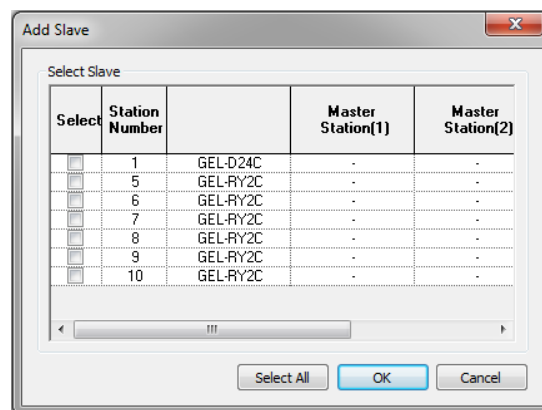 Add Slave
Select Slave
Select Station Number Master Station(1) Master Station(2)
1 GEL-D24C - -
5 GEL-RY2C - -
6 GEL-RY2C - -
7 GEL-RY2C - -
8 GEL-RY2C - -
9 GEL-RY2C - -
10 GEL-RY2C - -
Select All OK Cancel